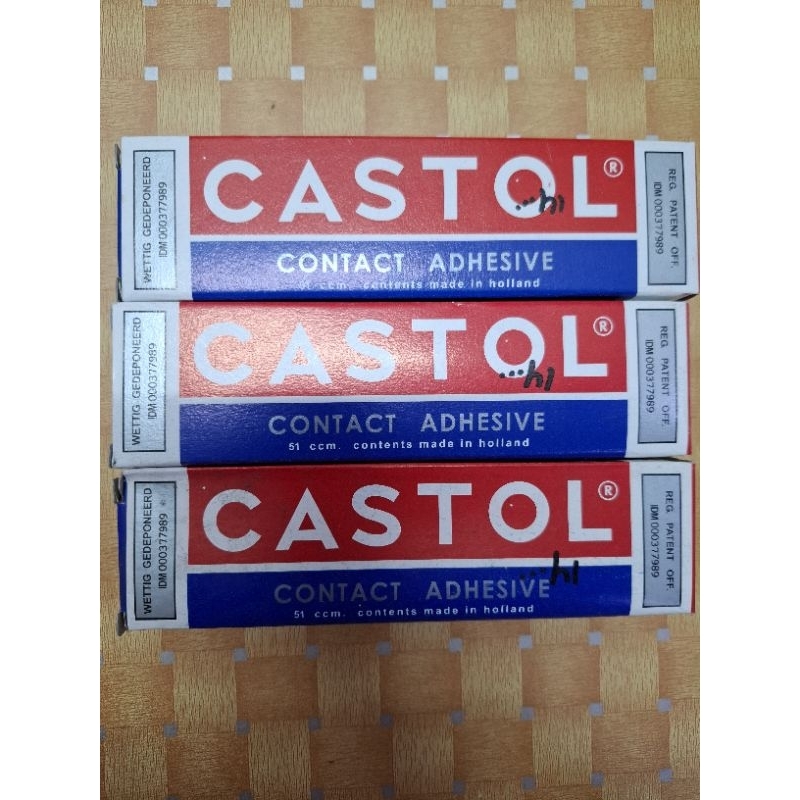 WETTIG GEDEPONEERD
IDM 000377989
CASTOL®
CONTACT ADHESIVE
51 ccm. contents made in holland
REG. PATENT OFF.
IDM 000377989
WETTIG GEDEPONEERD
IDM 000377989
CASTOL®
CONTACT ADHESIVE
51 ccm. contents made in holland
REG. PATENT OFF.
IDM 000377989
WETTIG GEDEPONEERD
IDM 000377989
CASTOL®
CONTACT ADHESIVE
51 ccm. contents made in holland
REG. PATENT OFF.
IDM 000377989